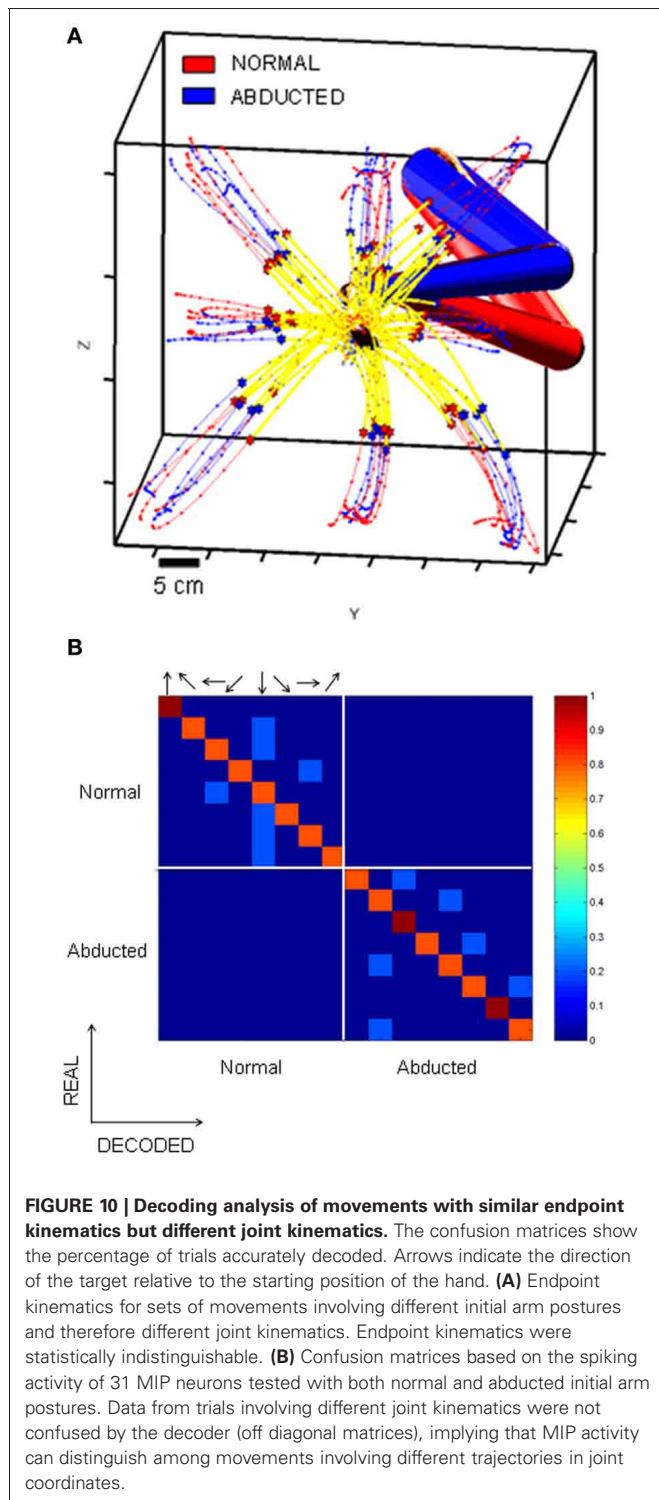 A
NORMAL
ABDUCTED
Z
5 cm
Y
B
↑ ↖ ← ↙ ↓ ↘ → ↗
1
0.9
0.8
0.7
0.6
0.5
0.4
0.3
0.2
0.1
0
Normal
Abducted
Normal Abducted
REAL
DECODED
FIGURE 10 | Decoding analysis of movements with similar endpoint
kinematics but different joint kinematics. The confusion matrices show
the percentage of trials accurately decoded. Arrows indicate the direction
of the target relative to the starting position of the hand. (A) Endpoint
kinematics for sets of movements involving different initial arm postures
and therefore different joint kinematics. Endpoint kinematics were
statistically indistinguishable. (B) Confusion matrices based on the spiking
activity of 31 MIP neurons tested with both normal and abducted initial arm
postures. Data from trials involving different joint kinematics were not
confused by the decoder (off diagonal matrices), implying that MIP activity
can distinguish among movements involving different trajectories in joint
coordinates.